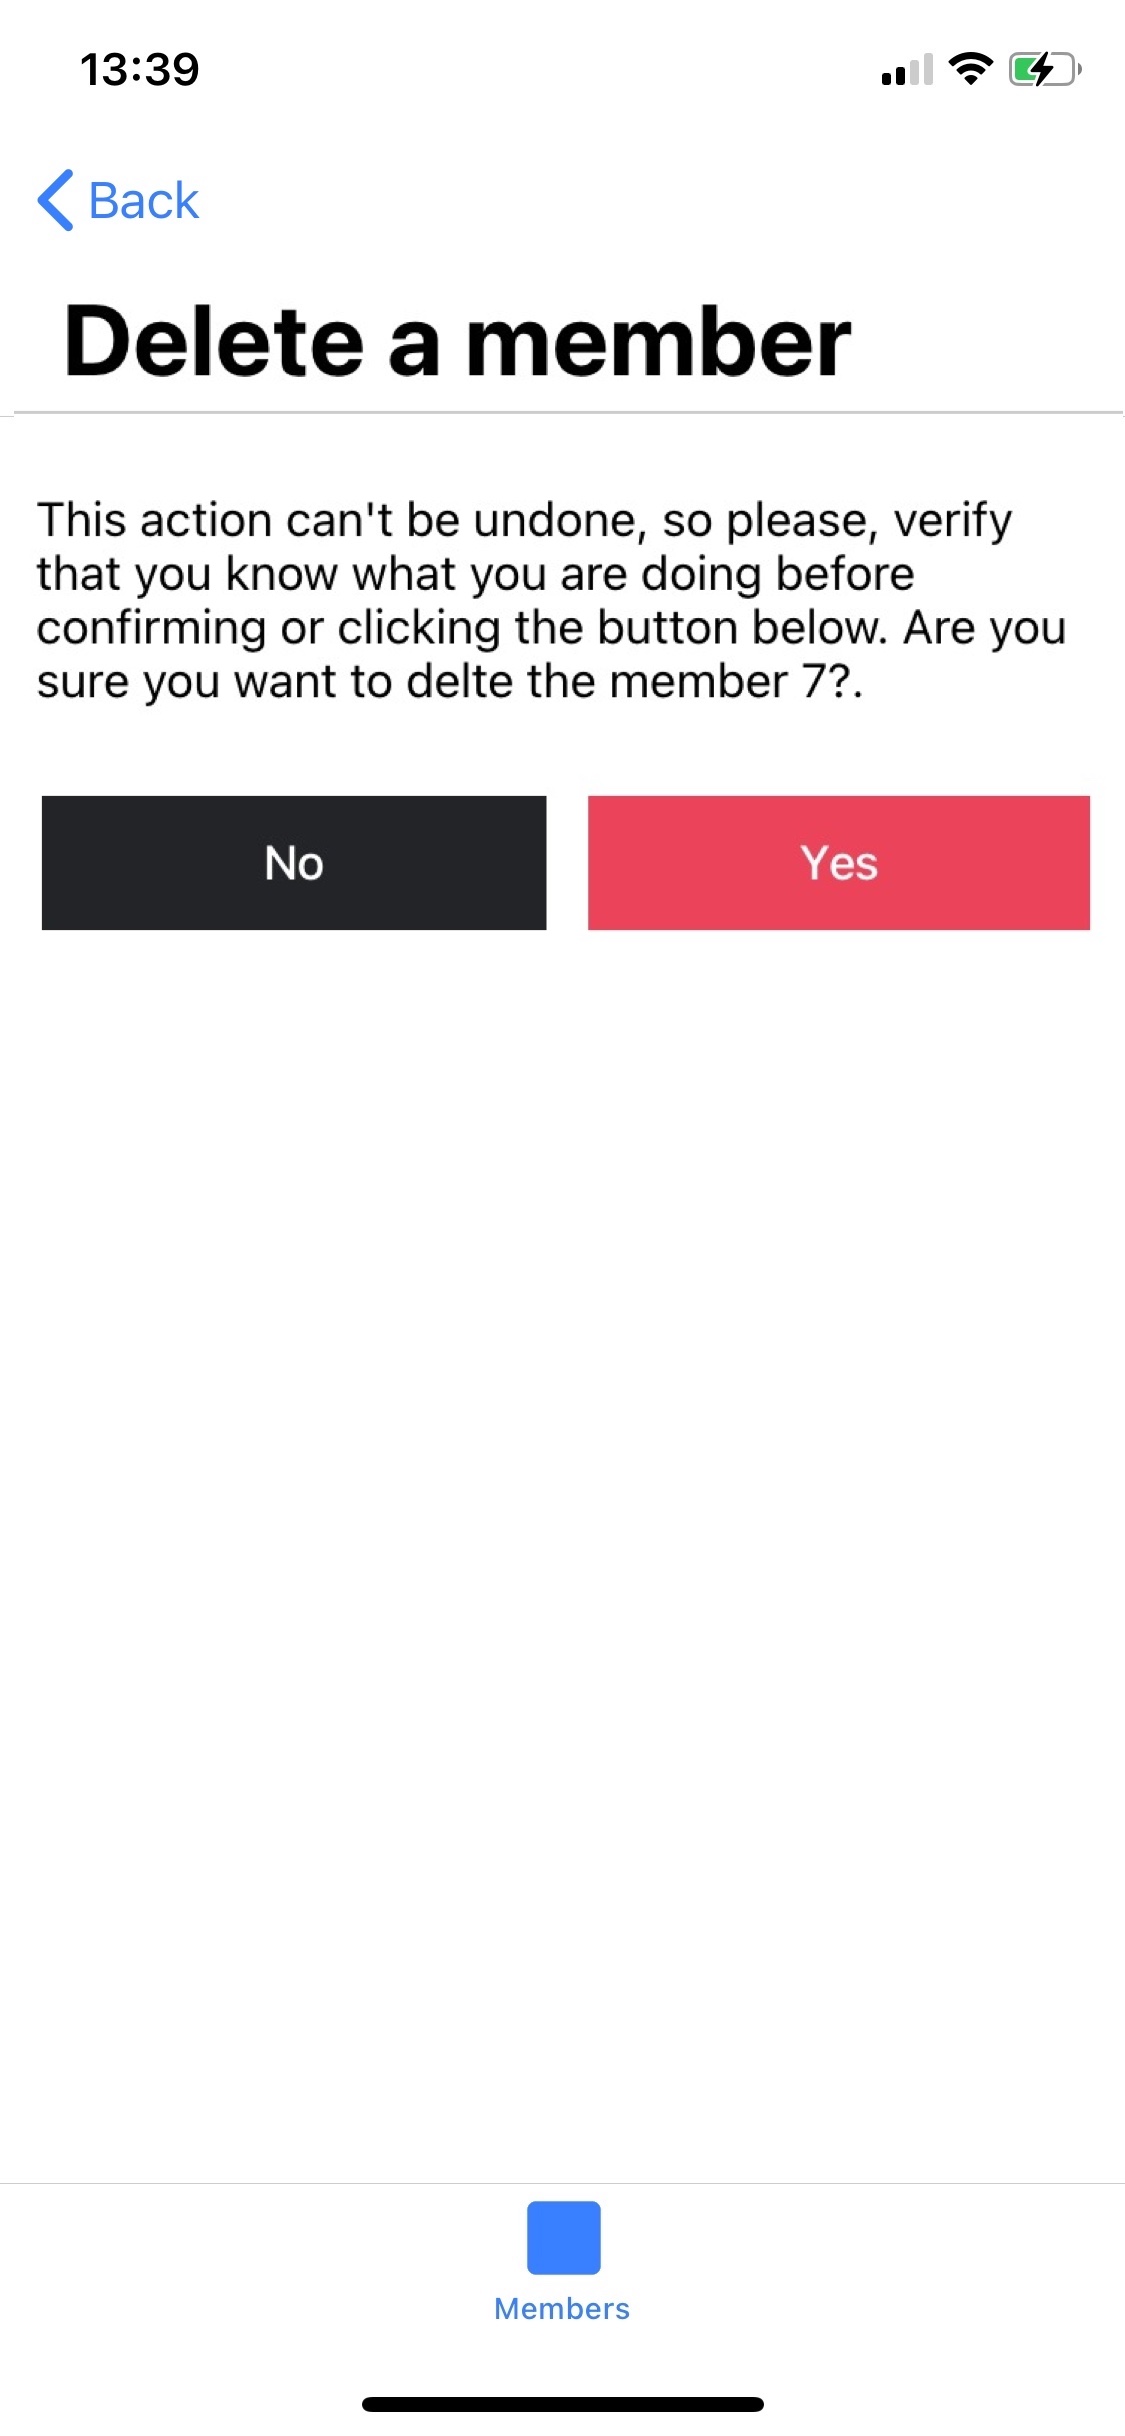 13:39
Back
Delete a member
This action can't be undone, so please, verify
that you know what you are doing before
confirming or clicking the button below. Are you
sure you want to delte the member 7?.
No
Yes
Members